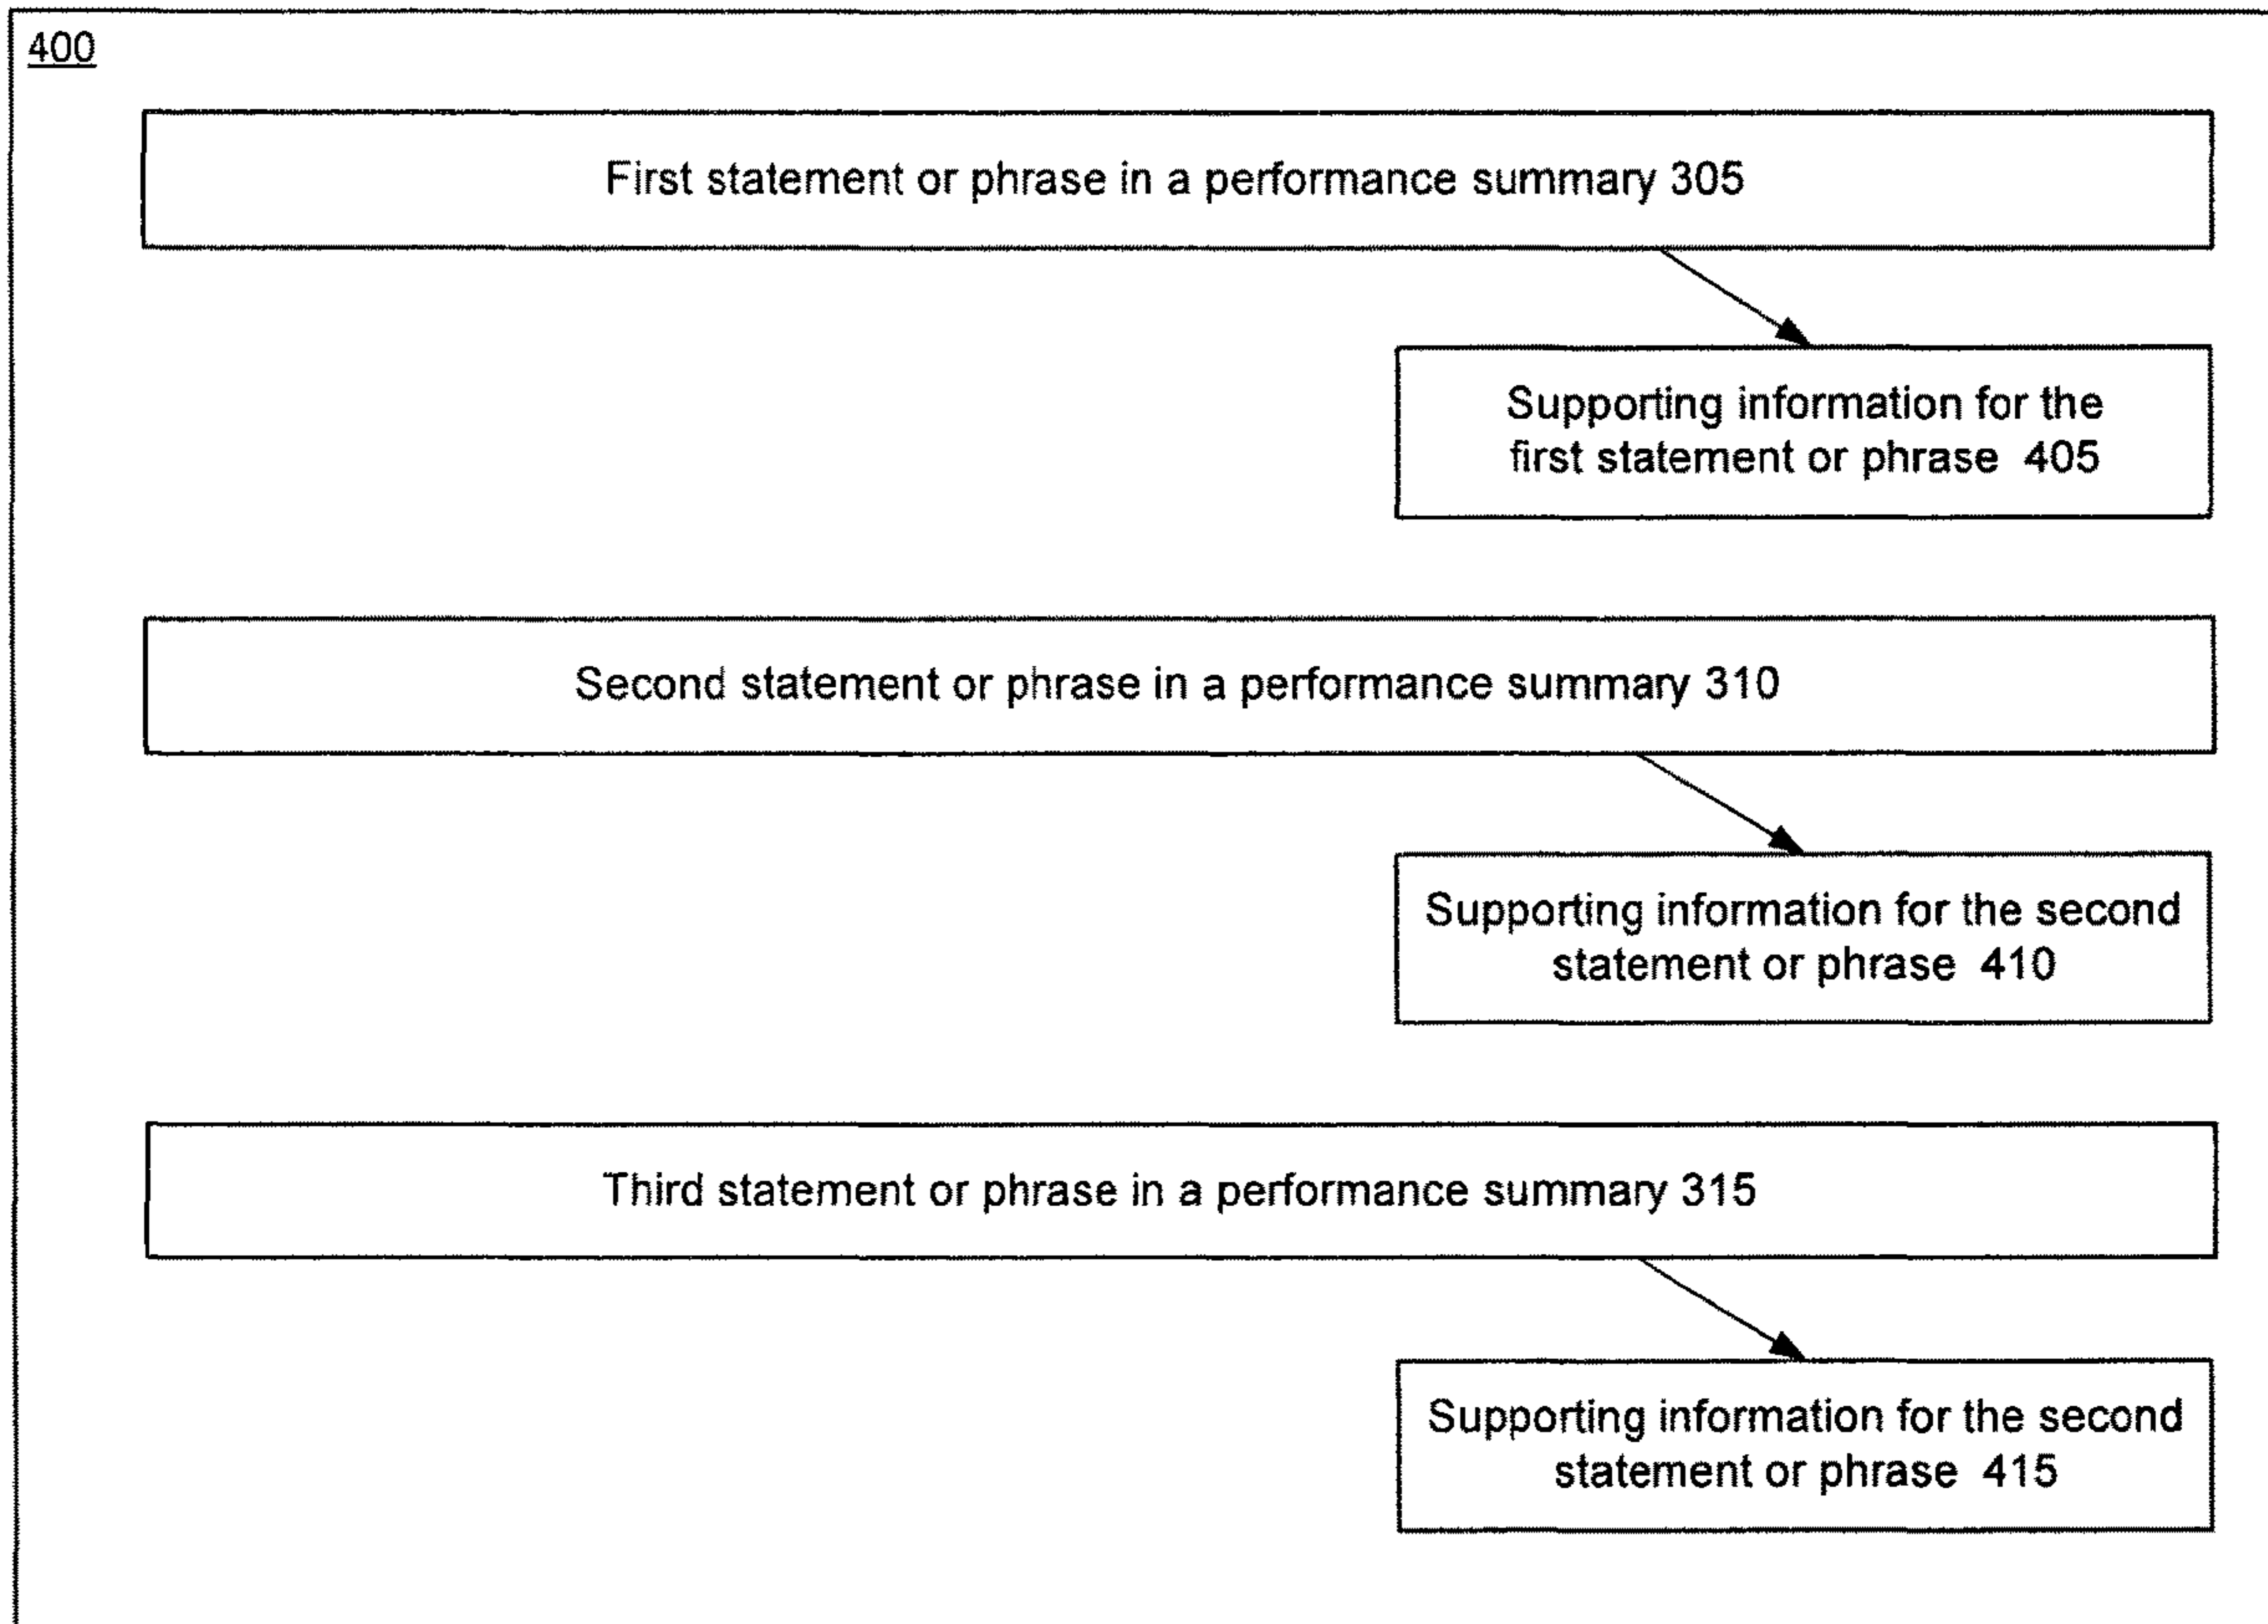 400
First statement or phrase in a performance summary 305
Supporting information for the
first statement or phrase 405
Second statement or phrase in a performance summary 310
Supporting information for the second
statement or phrase 410
Third statement or phrase in a performance summary 315
Supporting information for the second
statement or phrase 415